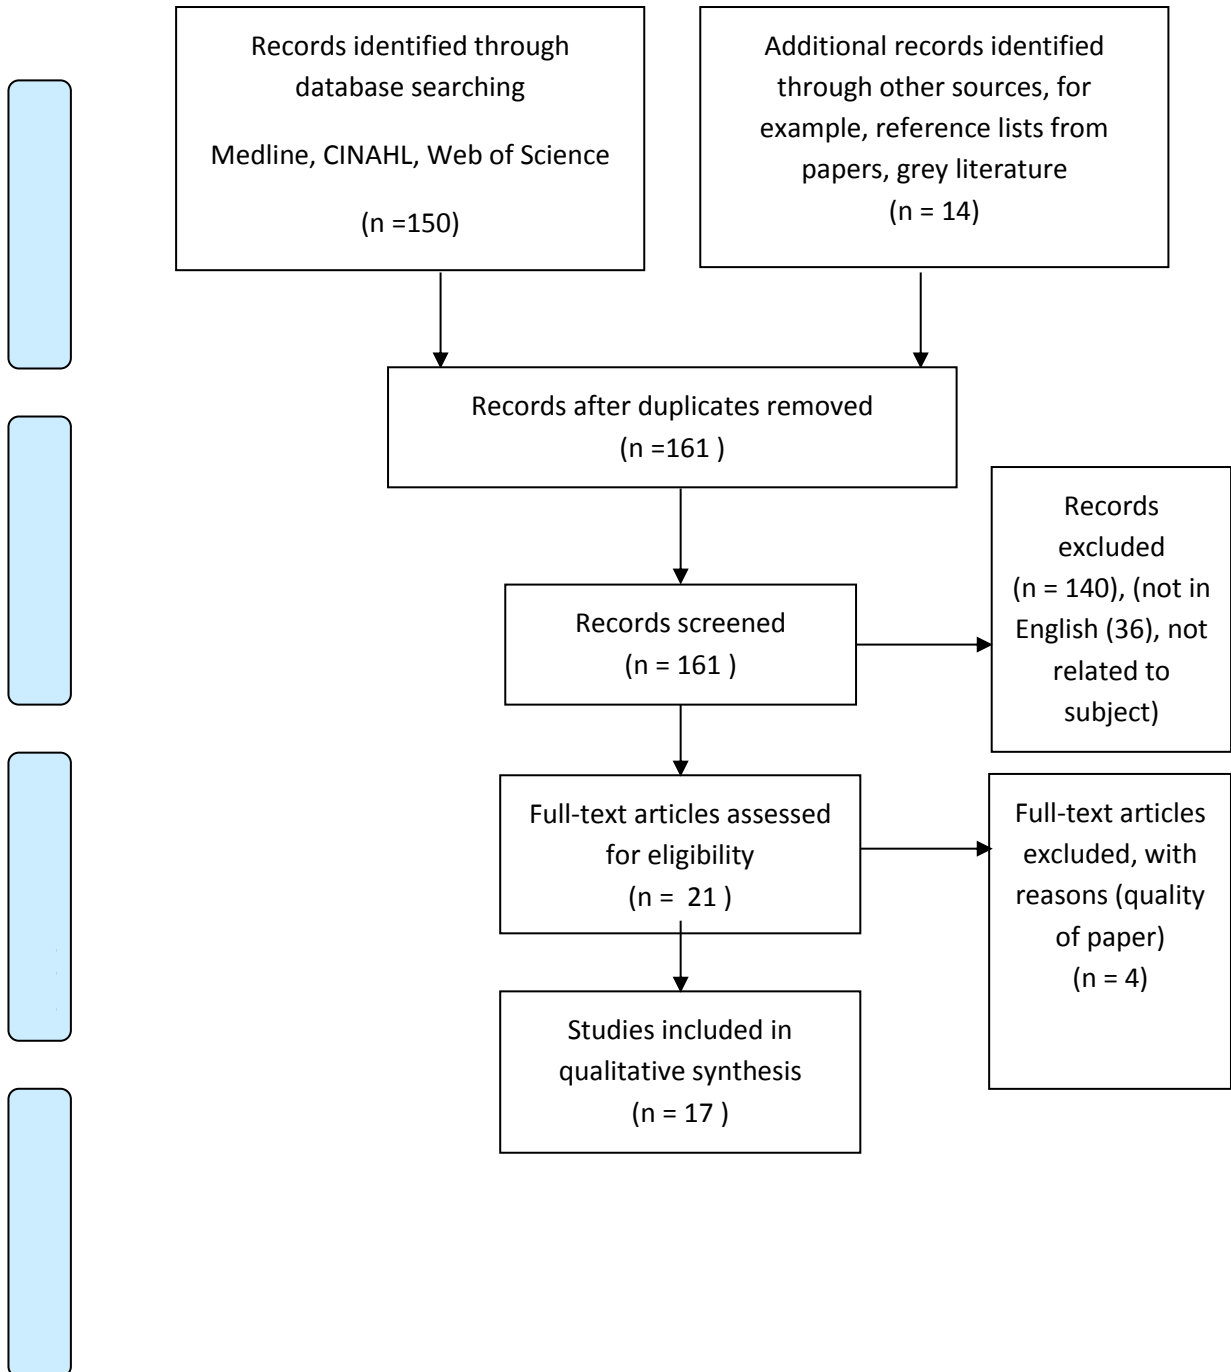 Records identified through
database searching
Medline, CINAHL, Web of Science
(n =150)
Additional records identified
through other sources, for
example, reference lists from
papers, grey literature
(n = 14)
Records after duplicates removed
(n =161 )
Records screened
(n = 161 )
Records
excluded
(n = 140), (not in
English (36), not
related to
subject)
Full-text articles assessed
for eligibility
(n =  21 )
Full-text articles
excluded, with
reasons (quality
of paper)
(n = 4)
Studies included in
qualitative synthesis
(n = 17 )